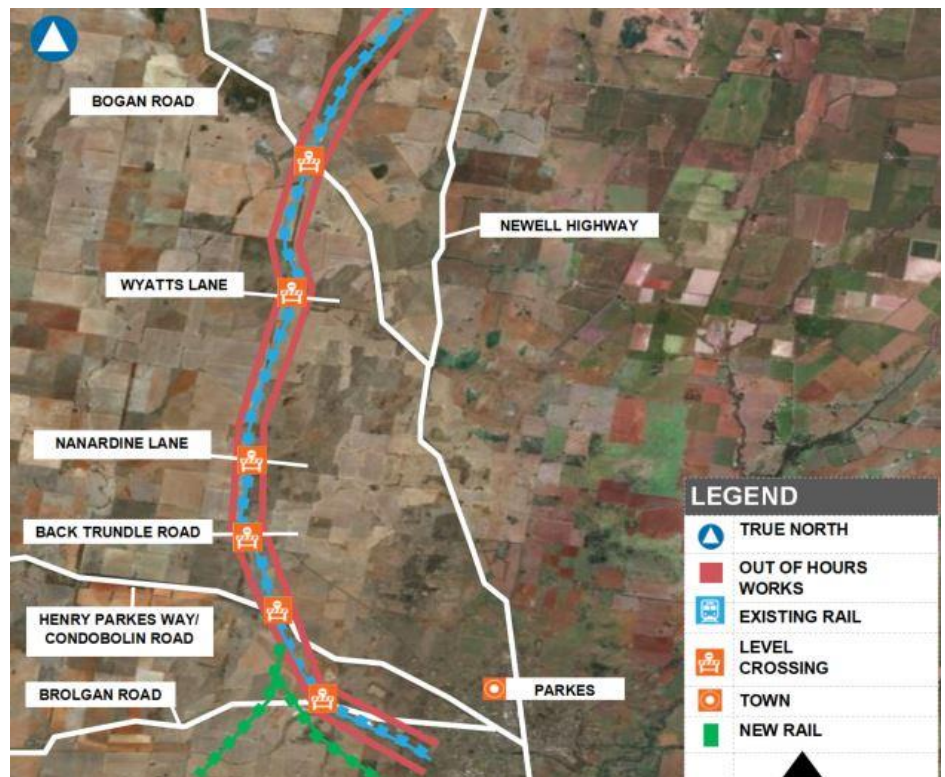 BOGAN ROAD
NEWELL HIGHWAY
WYATTS LANE
NANARDINE LANE
BACK TRUNDLE ROAD
HENRY PARKES WAY/
CONDOBOLIN ROAD
BROLGAN ROAD
PARKES
LEGEND
TRUE NORTH
OUT OF HOURS
WORKS
EXISTING RAIL
LEVEL
CROSSING
TOWN
NEW RAIL